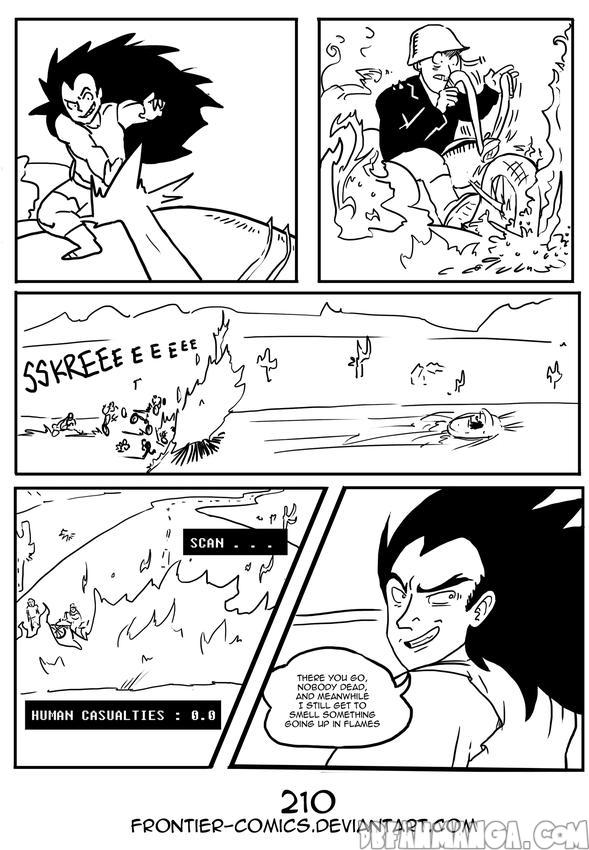 SSKREEE E E E EE
SCAN . . .
HUMAN CASUALTIES : 0.0
THERE YOU GO,
NOBODY DEAD,
AND MEANWHILE
I STILL GET TO
SMELL SOMETHING
GOING UP IN FLAMES
210
FRONTIER-COMICS.DEVIANTART.COM
DBFANMANGA.COM